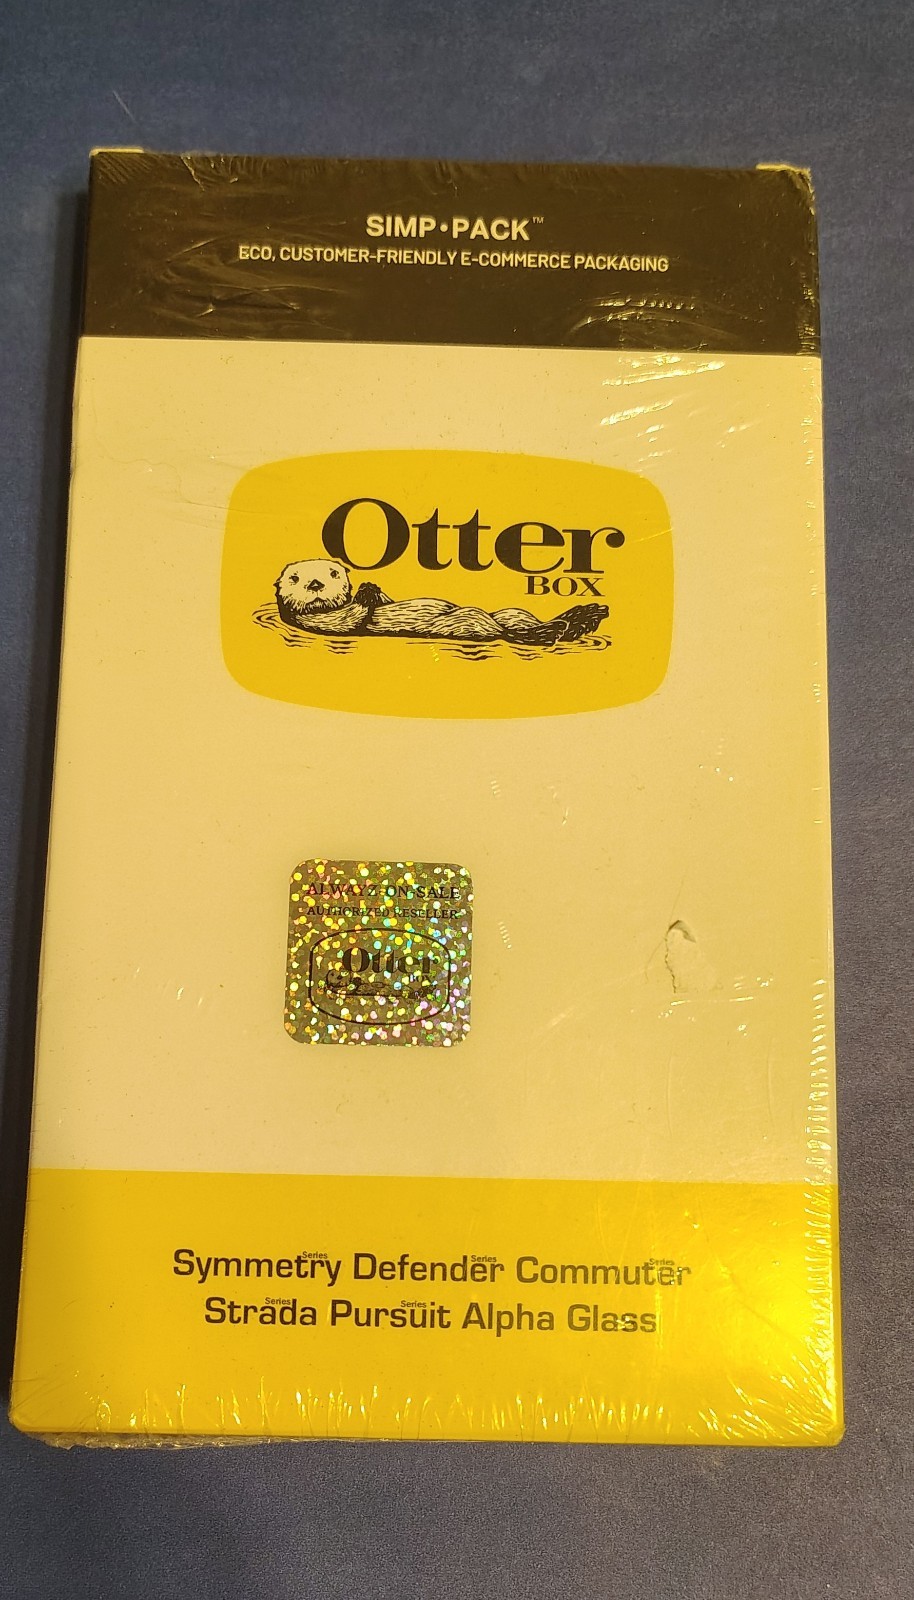 SIMP•PACK™
ECO, CUSTOMER-FRIENDLY E-COMMERCE PACKAGING
Otter
BOX
ALWAYZ-ON-SALE
AUTHORIZED RESELLER
Otter
BOX
Symmetry Series Defender Series Commuter Series
Strada Series Pursuit Series Alpha Glass